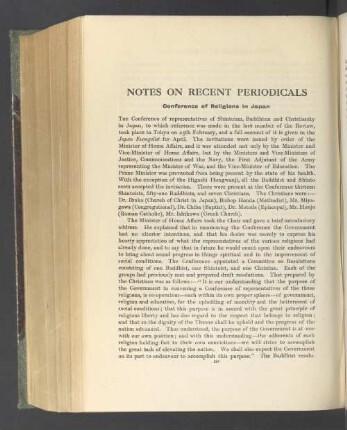 NOTES ON RECENT PERIODICALS
Conference of Religions in Japan
THE Conference of representatives of Shintoism, Buddhism and Christianity
in Japan, to which reference was made in the last number of the Review,
took place in Tokyo on 25th February, and a full account of it is given in the
Japan Evangelist for April. The invitations were issued by order of the
Minister of Home Affairs, and it was attended not only by the Minister and
Vice-Minister of Home Affairs, but by the Ministers and Vice-Ministers of
Justice, Communications and the Navy, the First Adjutant of the Army
representing the Minister of War, and the Vice-Minister of Education. The
Prime Minister was prevented from being present by the state of his health.
With the exception of the Higashi Hongwan, all the Buddhist and Shinto
sects accepted the invitation. There were present at the Conference thirteen
Shintoists, fifty-one Buddhists, and seven Christians. The Christians were—
Dr. Ibuka (Church of Christ in Japan), Bishop Honda (Methodist), Mr. Miya-
gawa (Congregational), Dr. Chiba (Baptist), Dr. Motoda (Episcopal), Mr. Honjo
(Roman Catholic), Mr. Ishikawa (Greek Church).
The Minister of Home Affairs took the Chair and gave a brief introductory
address. He explained that in summoning the Conference the Government
had no ulterior intentions, and that his desire was merely to express his
hearty appreciation of what the representatives of the various religions had
already done, and to say that in future he would count upon their endeavours
to bring about sound progress in things spiritual and in the improvement of
social conditions. The Conference appointed a Committee on Resolutions
consisting of one Buddhist, one Shintoist, and one Christian. Each of the
groups had previously met and prepared draft resolutions. That prepared by
the Christians was as follows:—"It is our understanding that the purpose of
the Government in convening a Conference of representatives of the three
religions, is co-operation—each within its own proper sphere—of government,
religion and education, for the upholding of morality and the betterment of
social conditions; that this purpose is in accord with the great principle of
religious liberty and has due regard to the respect that belongs to religion;
and that so the dignity of the Throne shall be upheld and the progress of the
nation advanced. Thus understood, the purpose of the Government is at one
with our own position; and with this understanding—the adherents of each
religion holding fast to their own convictions—we will strive to accomplish
the great task of elevating the nation. We shall also expect the Government
on its part to endeavour to accomplish this purpose." The Buddhist resolu-